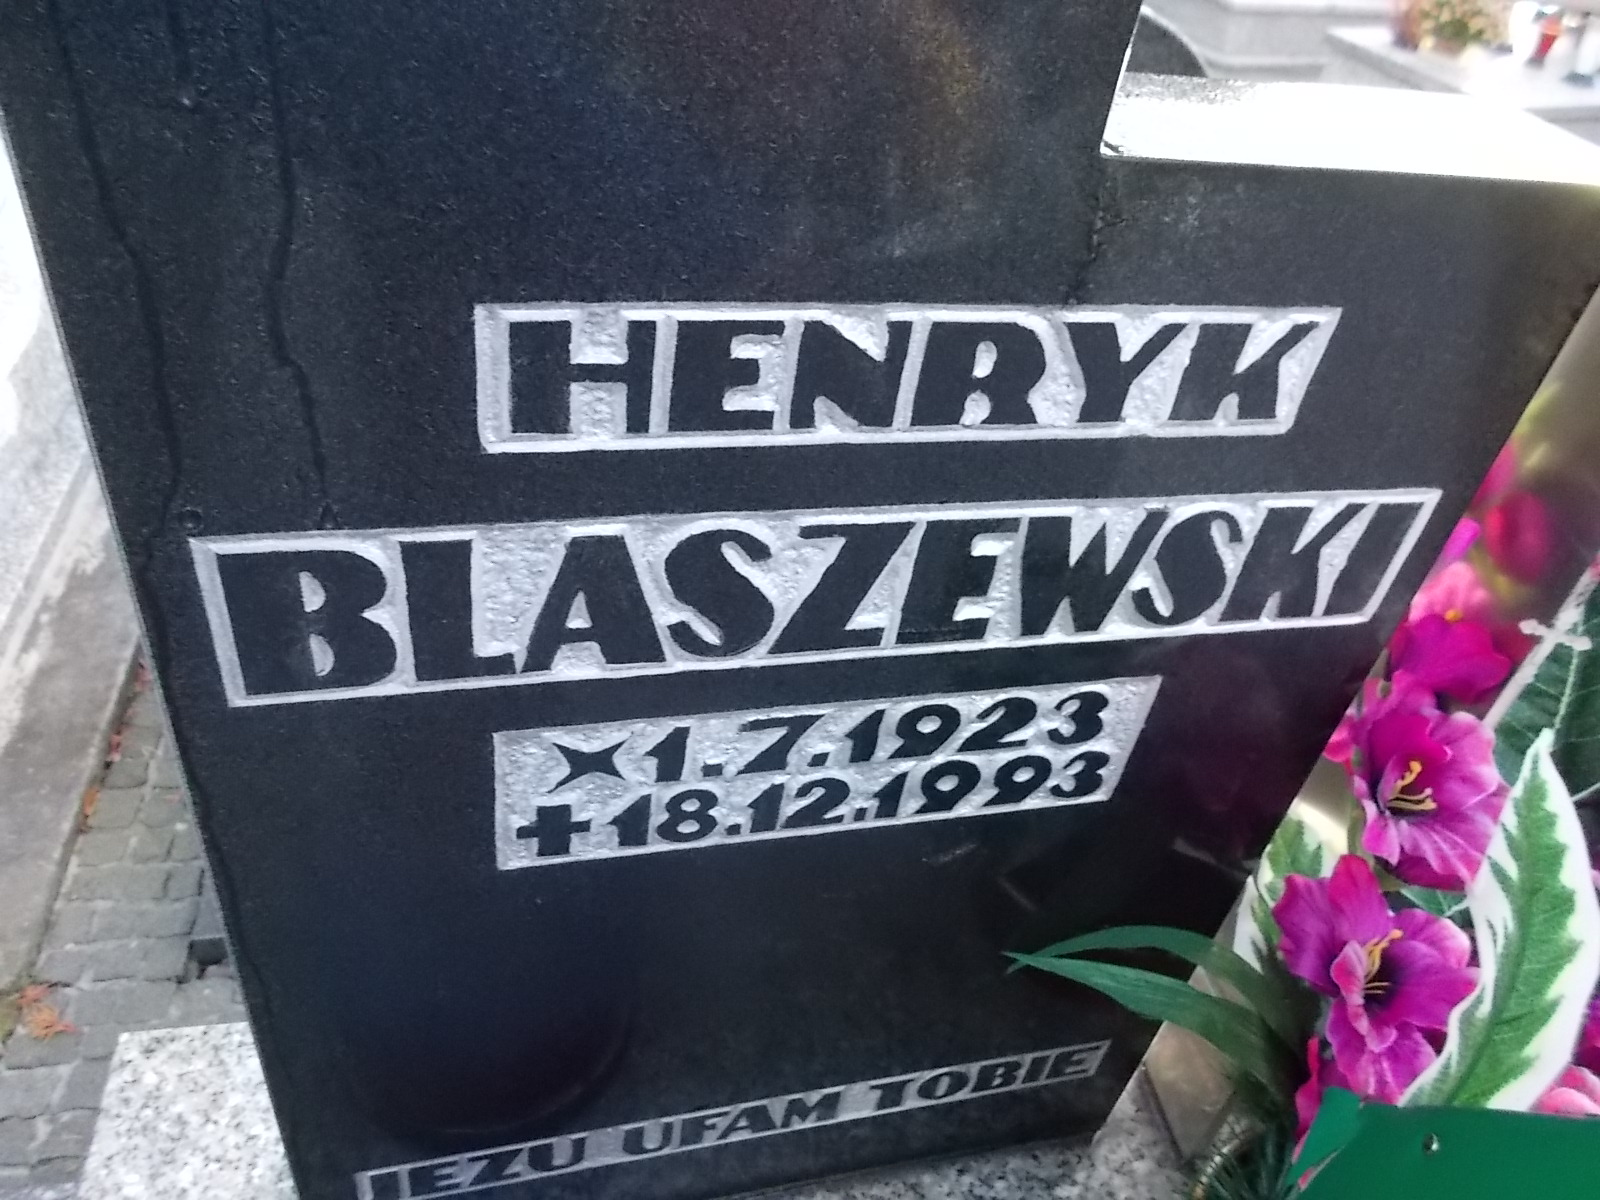 HENRYK
BLASZEWSKI
1.7.1923
+18.12.1993
JEZU UFAM TOBIE